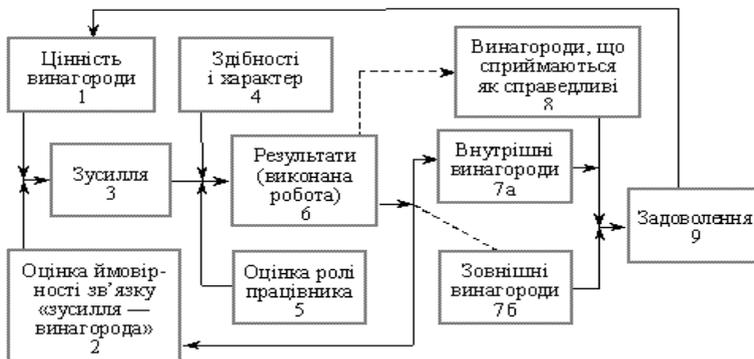 Цінність
винагороди
1
Здібності
і характер
4
Винагороди, що
сприймаються
як справедливі
8
Зусилля
3
Результати
(виконана
робота)
6
Внутрішні
винагороди
7а
Задоволення
9
Оцінка ймовір-
ності зв’язку
«зусилля —
винагорода»
2
Оцінка ролі
працівника
5
Зовнішні
винагороди
7б